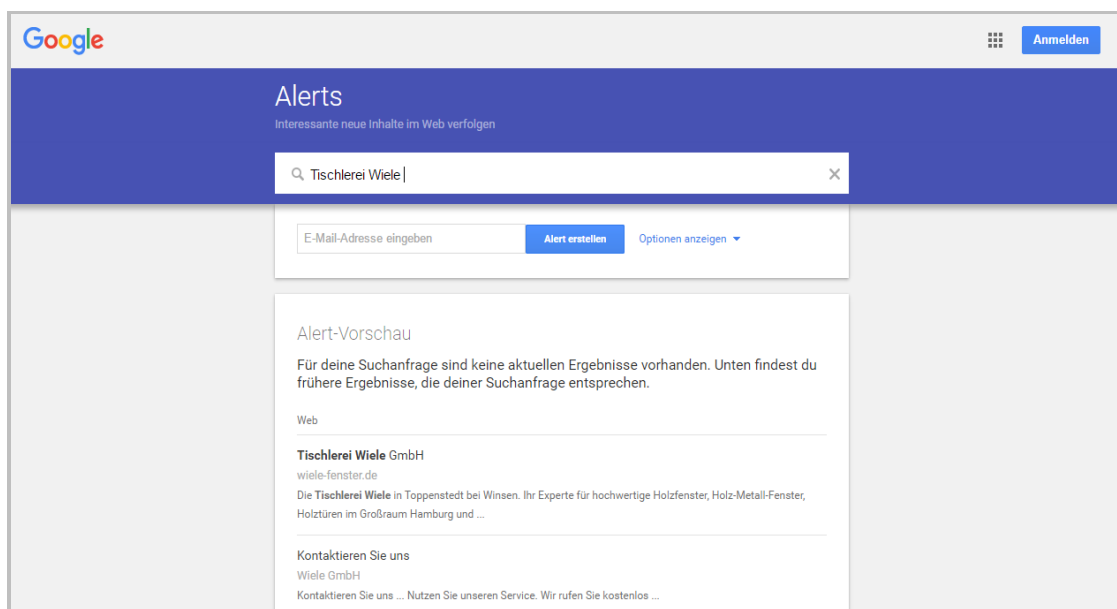 Google
Anmelden
Alerts
Interessante neue Inhalte im Web verfolgen
Tischlerei Wiele
E-Mail-Adresse eingeben
Alert erstellen
Optionen anzeigen
Alert-Vorschau
Für deine Suchanfrage sind keine aktuellen Ergebnisse vorhanden. Unten findest du
frühere Ergebnisse, die deiner Suchanfrage entsprechen.
Web
Tischlerei Wiele GmbH
wiele-fenster.de
Die Tischlerei Wiele in Toppenstedt bei Winsen. Ihr Experte für hochwertige Holzfenster, Holz-Metall-Fenster,
Holztüren im Großraum Hamburg und ...
Kontaktieren Sie uns
Wiele GmbH
Kontaktieren Sie uns ... Nutzen Sie unseren Service. Wir rufen Sie kostenlos ...